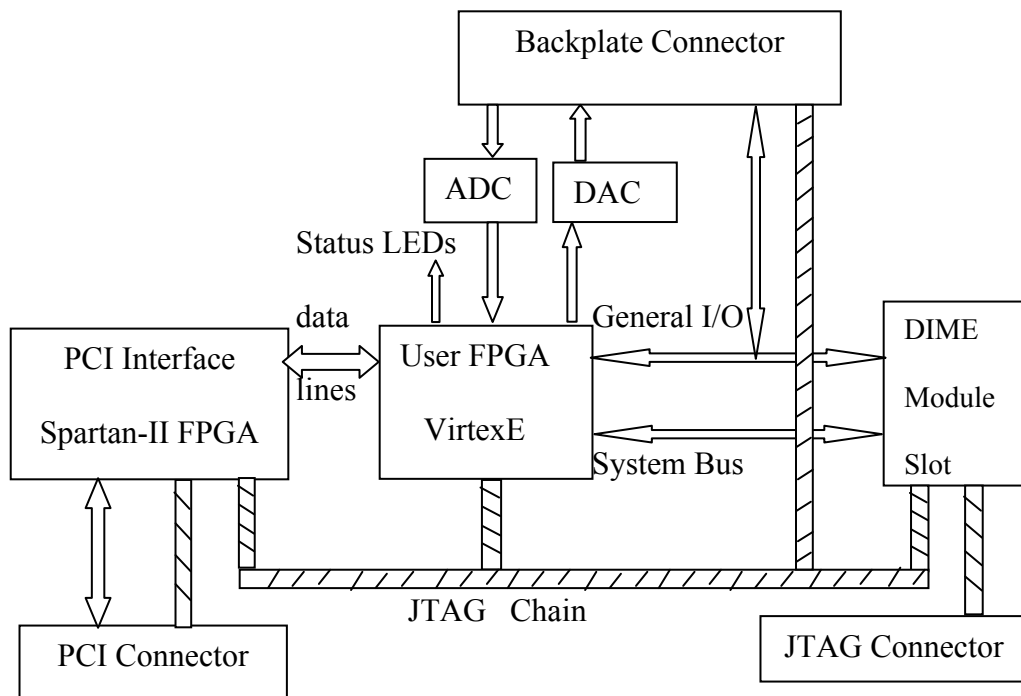 Backplate Connector
ADC
DAC
Status LEDs
data
lines
General I/O
PCI Interface
Spartan-II FPGA
User FPGA
VirtexE
System Bus
DIME
Module
Slot
JTAG Chain
PCI Connector
JTAG Connector